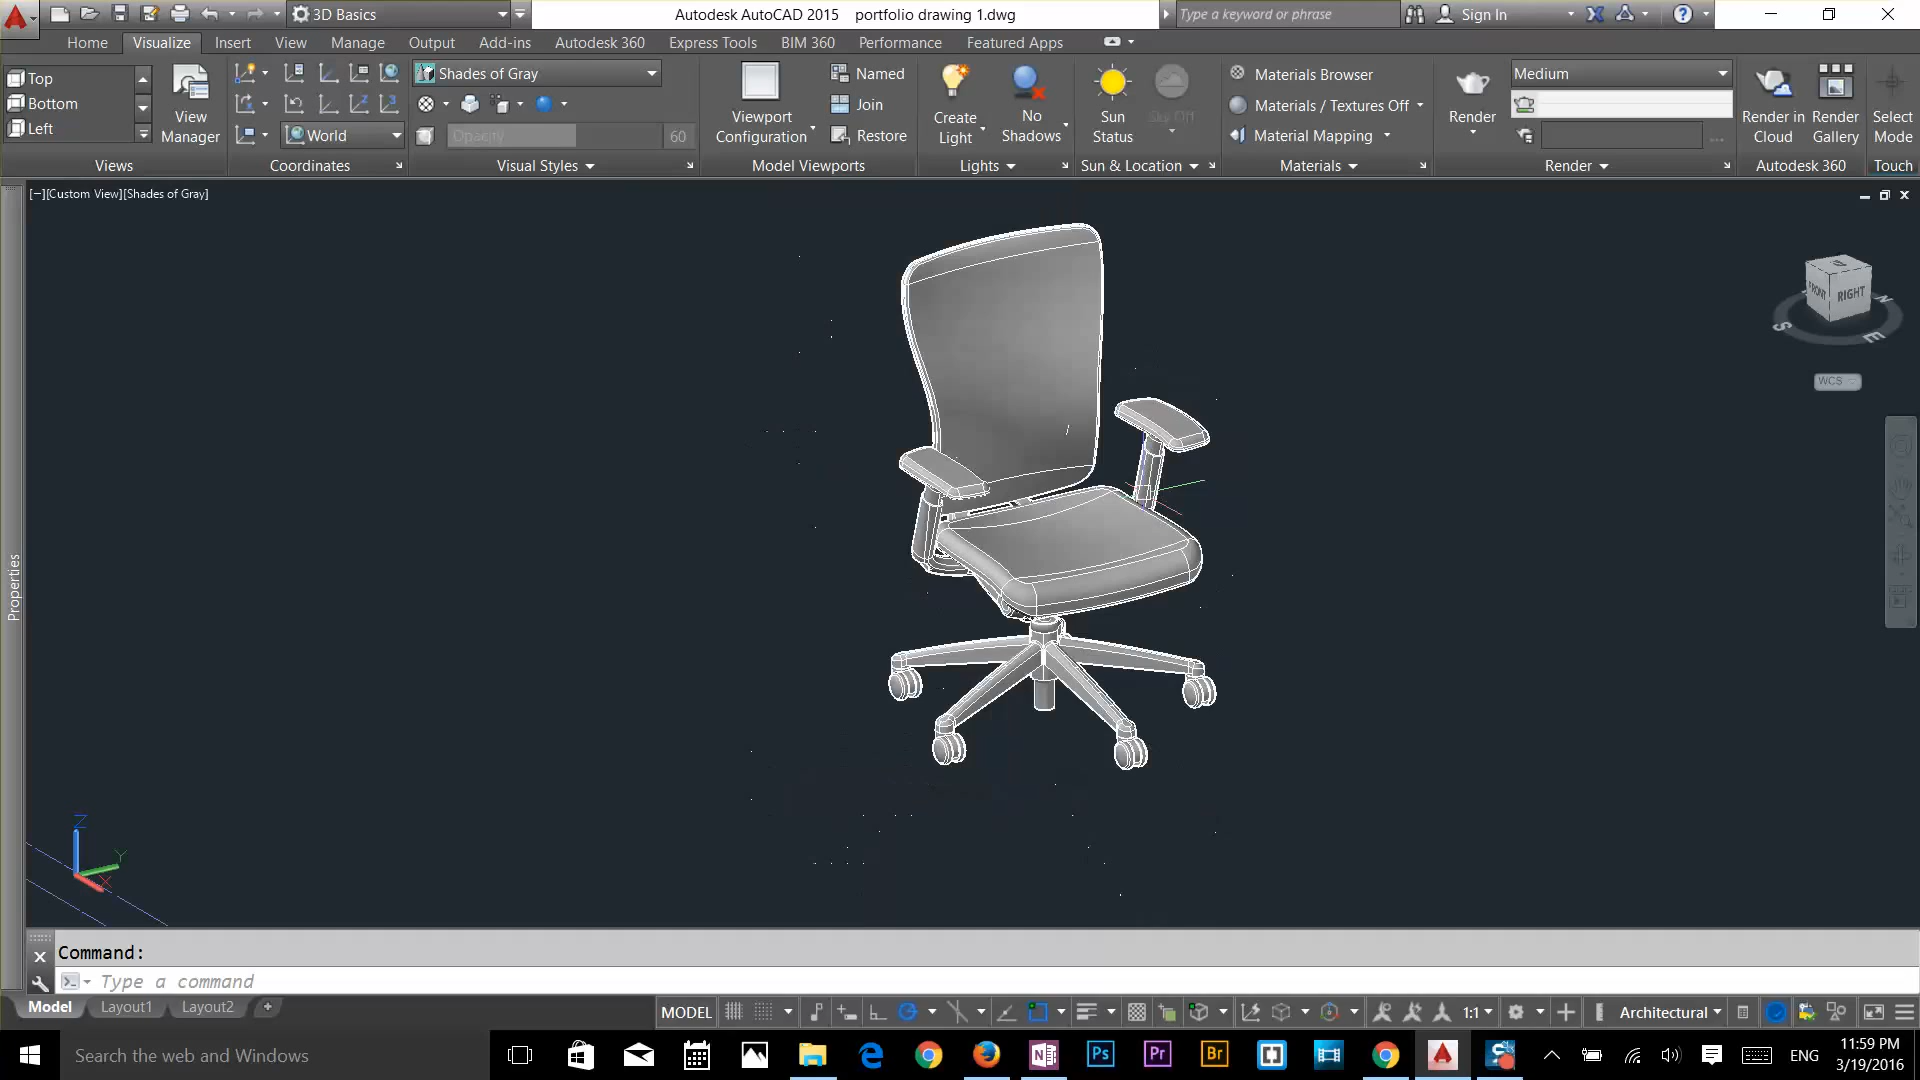 3D Basics
Autodesk AutoCAD 2015 portfolio drawing 1.dwg
Type a keyword or phrase
Sign In
Home Visualize Insert View Manage Output Add-ins Autodesk 360 Express Tools BIM 360 Performance Featured Apps
Top
Bottom
Left
View
Manager
Views
World
Coordinates
Shades of Gray
Opacity 60
Visual Styles
Viewport
Configuration
Named
Join
Restore
Model Viewports
Create
Light
No
Shadows
Lights
Sun
Status
Sky Off
Sun & Location
Materials Browser
Materials / Textures Off
Material Mapping
Materials
Render
Medium
Render
Render in
Cloud
Render
Gallery
Autodesk 360
Select
Mode
Touch
[−][Custom View][Shades of Gray]
FRONT RIGHT
S E N
WCS
Properties
Z
Y
X
Command:
Type a command
Model Layout1 Layout2
MODEL
1:1
Architectural
Search the web and Windows
N
Ps
Pr
Br
ENG
11:59 PM
3/19/2016